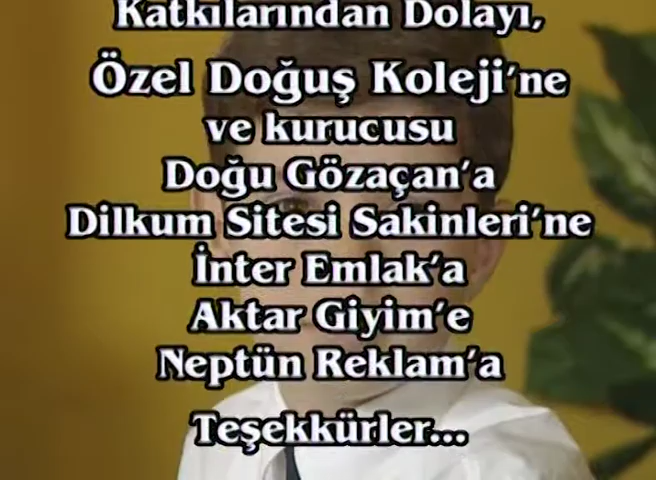 Katkılarından Dolayı,
Özel Doğuş Koleji'ne
ve kurucusu
Doğu Gözaçan'a
Dilkum Sitesi Sakinleri'ne
İnter Emlak'a
Aktar Giyim'e
Neptün Reklam'a
Teşekkürler...